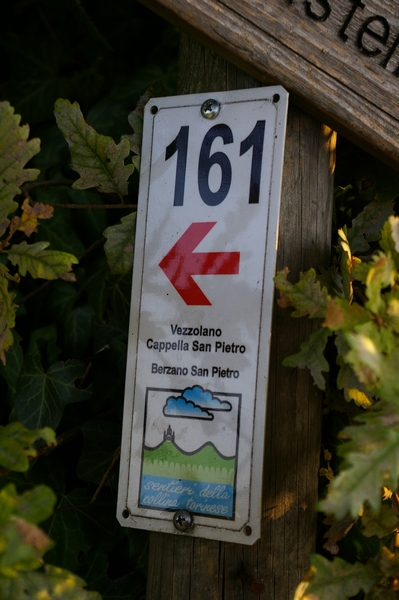 161
Vezzolano
Cappella San Pietro
Berzano San Pietro
sentieri della
collina torinese